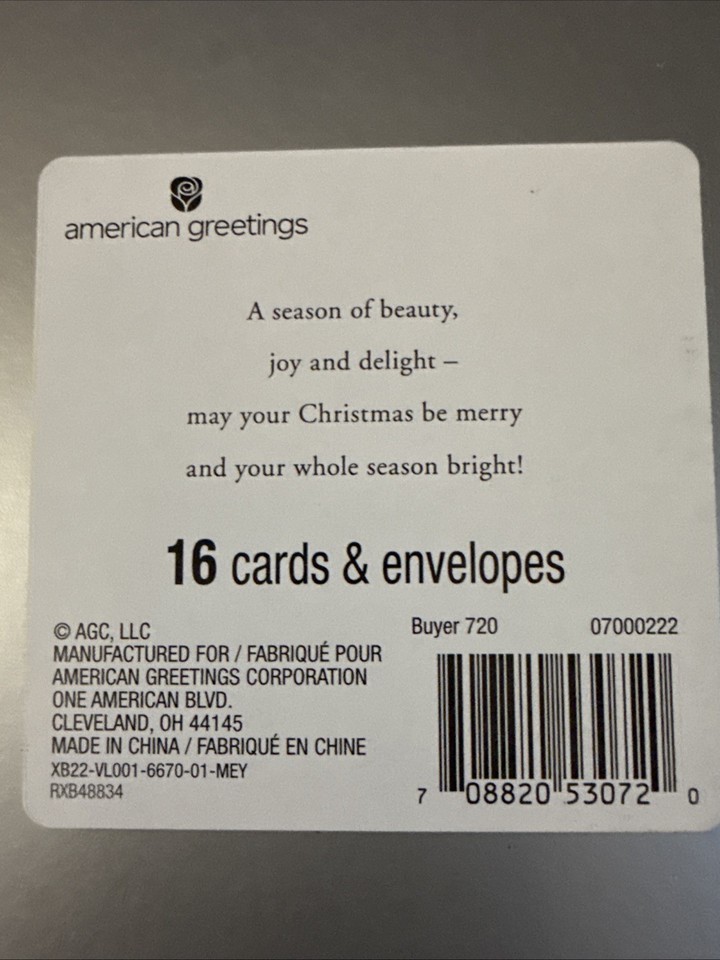 american greetings
A season of beauty,
joy and delight –
may your Christmas be merry
and your whole season bright!
16 cards & envelopes
© AGC, LLC
MANUFACTURED FOR / FABRIQUÉ POUR
AMERICAN GREETINGS CORPORATION
ONE AMERICAN BLVD.
CLEVELAND, OH 44145
MADE IN CHINA / FABRIQUÉ EN CHINE
XB22-VL001-6670-01-MEY
RXB48834
Buyer 720 07000222
7 08820 53072 0